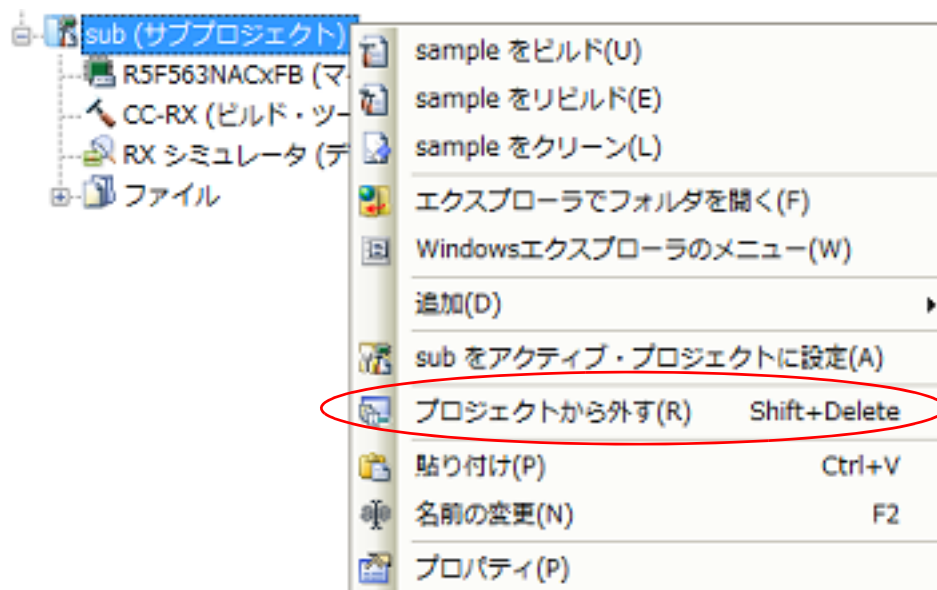 sub (サブプロジェクト)
R5F563NACxFB (マ
CC-RX (ビルド・ツー
RX シミュレータ (デ
ファイル
sample をビルド(U)
sample をリビルド(E)
sample をクリーン(L)
エクスプローラでフォルダを開く(F)
Windowsエクスプローラのメニュー(W)
追加(D)
sub をアクティブ・プロジェクトに設定(A)
プロジェクトから外す(R) Shift+Delete
貼り付け(P) Ctrl+V
名前の変更(N) F2
プロパティ(P)